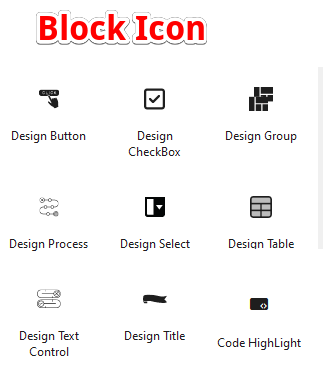 Block Icon
CLICK
Design Button
Design
CheckBox
Design Group
Design Process
Design Select
Design Table
Design Text
Control
Design Title
Code HighLight